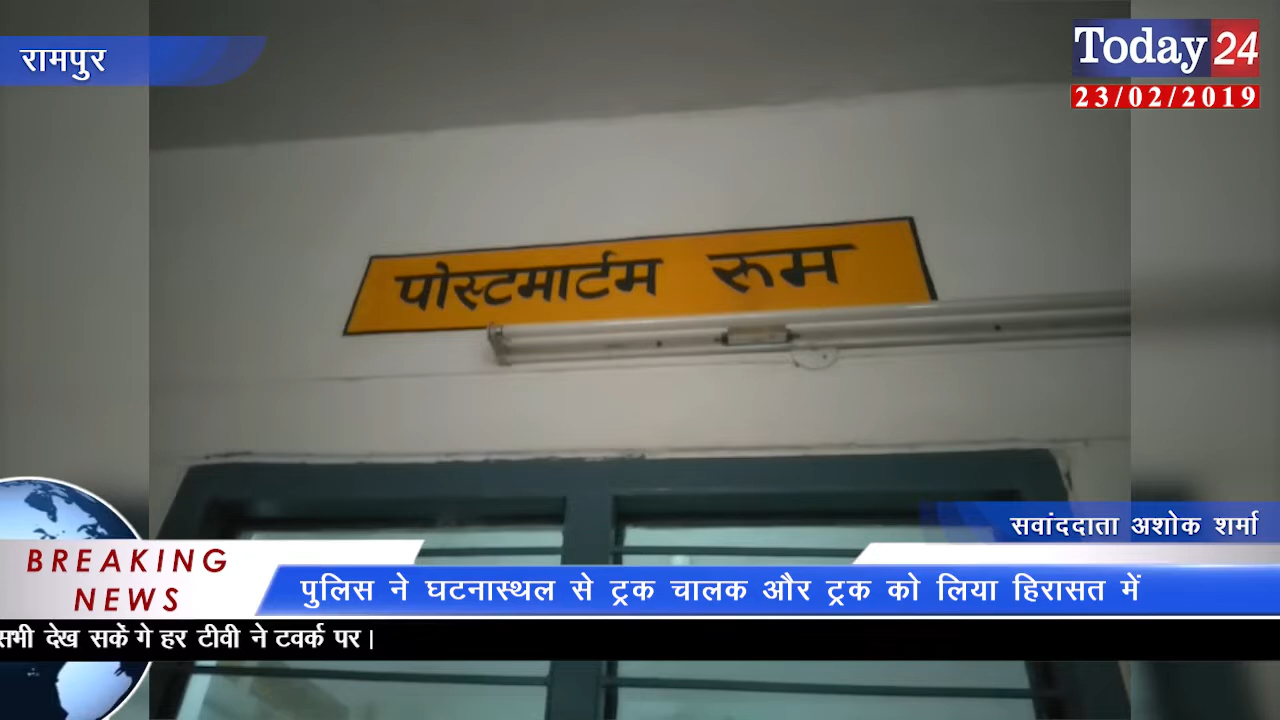 रामपुर
Today 24
23/02/2019
पोस्टमार्टम रूम
सवांददाता अशोक शर्मा
BREAKING
NEWS
पुलिस ने घटनास्थल से ट्रक चालक और ट्रक को लिया हिरासत में
सभी देख सकें गे हर टीवी ने टवर्क पर|